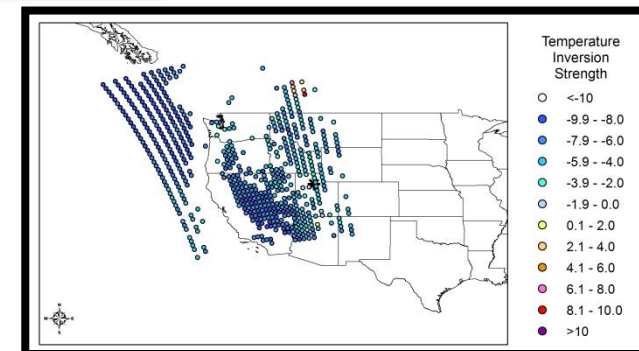 Temperature
Inversion
Strength
<-10
-9.9 - -8.0
-7.9 - -6.0
-5.9 - -4.0
-3.9 - -2.0
-1.9 - 0.0
0.1 - 2.0
2.1 - 4.0
4.1 - 6.0
6.1 - 8.0
8.1 - 10.0
>10